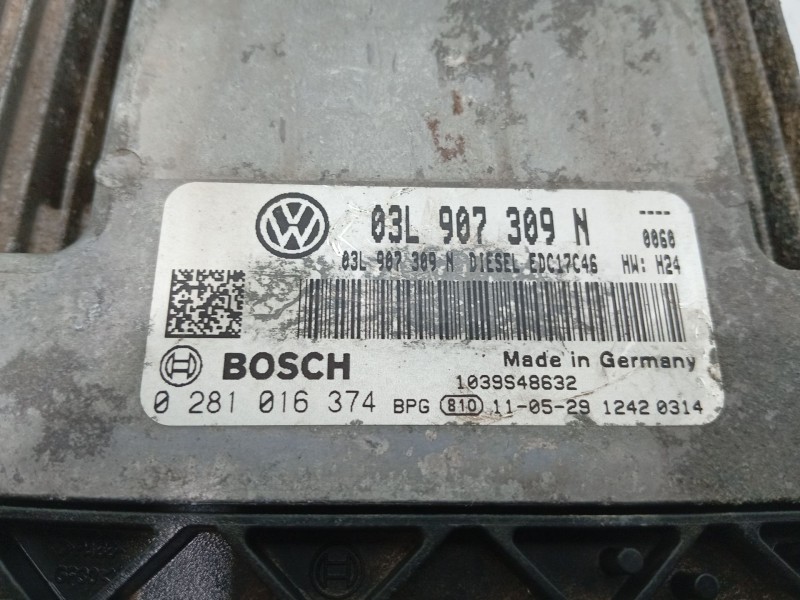 03L 907 309 N ----
0060
03L 907 309 N DIESEL EDC17C46 HW: H24
BOSCH Made in Germany
1039S48632
0 281 016 374 BPG 810 11-05-29 1242 0314